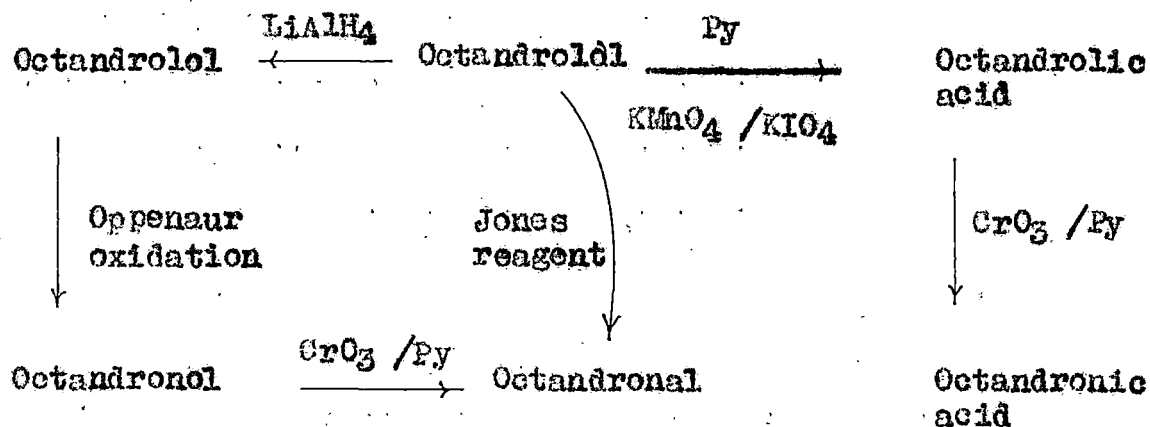 LiAlH4
Py
Octandrolol
Octandroldl
Octandrolic
acid
KMnO4 /KIO4
Oppenaur
oxidation
Jones
reagent
CrO3 /Py
CrO3 /Py
Octandronol
Octandronal
Octandronic
acid